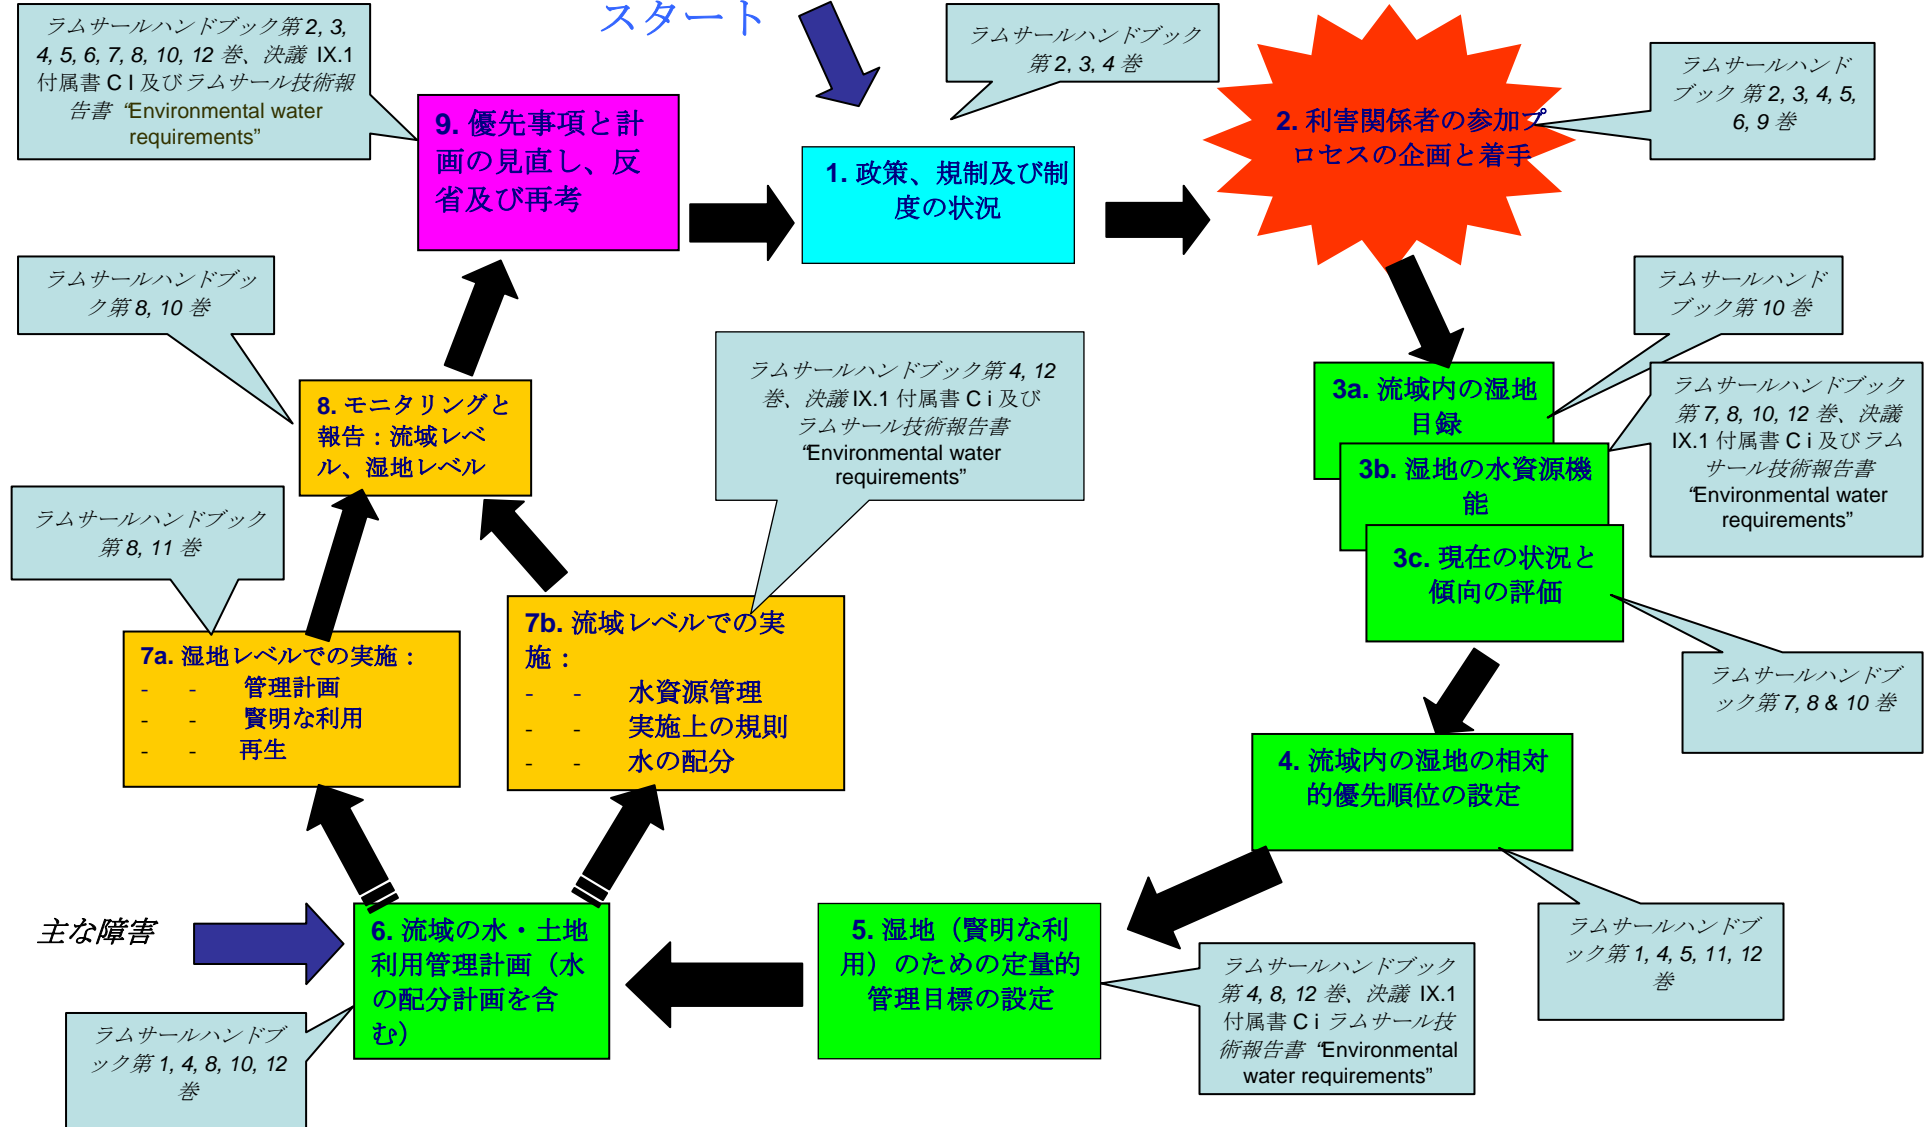 スタート
ラムサールハンドブック第 2, 3,
4, 5, 6, 7, 8, 10, 12 巻、決議 IX.1
付属書 C I 及びラムサール技術報
告書 “Environmental water
requirements”
9. 優先事項と計
画の見直し、反
省及び再考
ラムサールハンドブック
第 2, 3, 4 巻
1. 政策、規制及び制
度の状況
2. 利害関係者の参加プ
ロセスの企画と着手
ラムサールハンド
ブック 第 2, 3, 4, 5,
6, 9 巻
ラムサールハンド
ブック第 10 巻
3a. 流域内の湿地
目録
ラムサールハンドブック
第 7, 8, 10, 12 巻、決議
IX.1 付属書 C i 及びラム
サール技術報告書
“Environmental water
requirements”
3b. 湿地の水資源機
能
3c. 現在の状況と
傾向の評価
ラムサールハンドブ
ック第 7, 8 & 10 巻
4. 流域内の湿地の相対
的優先順位の設定
ラムサールハンドブ
ック第 1, 4, 5, 11, 12
巻
5. 湿地（賢明な利
用）のための定量的
管理目標の設定
ラムサールハンドブック
第 4, 8, 12 巻、決議 IX.1
付属書 C i ラムサール技
術報告書 “Environmental
water requirements”
主な障害
6. 流域の水・土地
利用管理計画（水
の配分計画を含
む）
ラムサールハンドブ
ック第 1, 4, 8, 10, 12
巻
7a. 湿地レベルでの実施：
- - 管理計画
- - 賢明な利用
- - 再生
ラムサールハンドブック
第 8, 11 巻
7b. 流域レベルでの実
施：
- - 水資源管理
- - 実施上の規則
- - 水の配分
ラムサールハンドブック第 4, 12
巻、決議 IX.1 付属書 C i 及び
ラムサール技術報告書
“Environmental water
requirements”
8. モニタリングと
報告：流域レベ
ル、湿地レベル
ラムサールハンドブッ
ク第 8, 10 巻